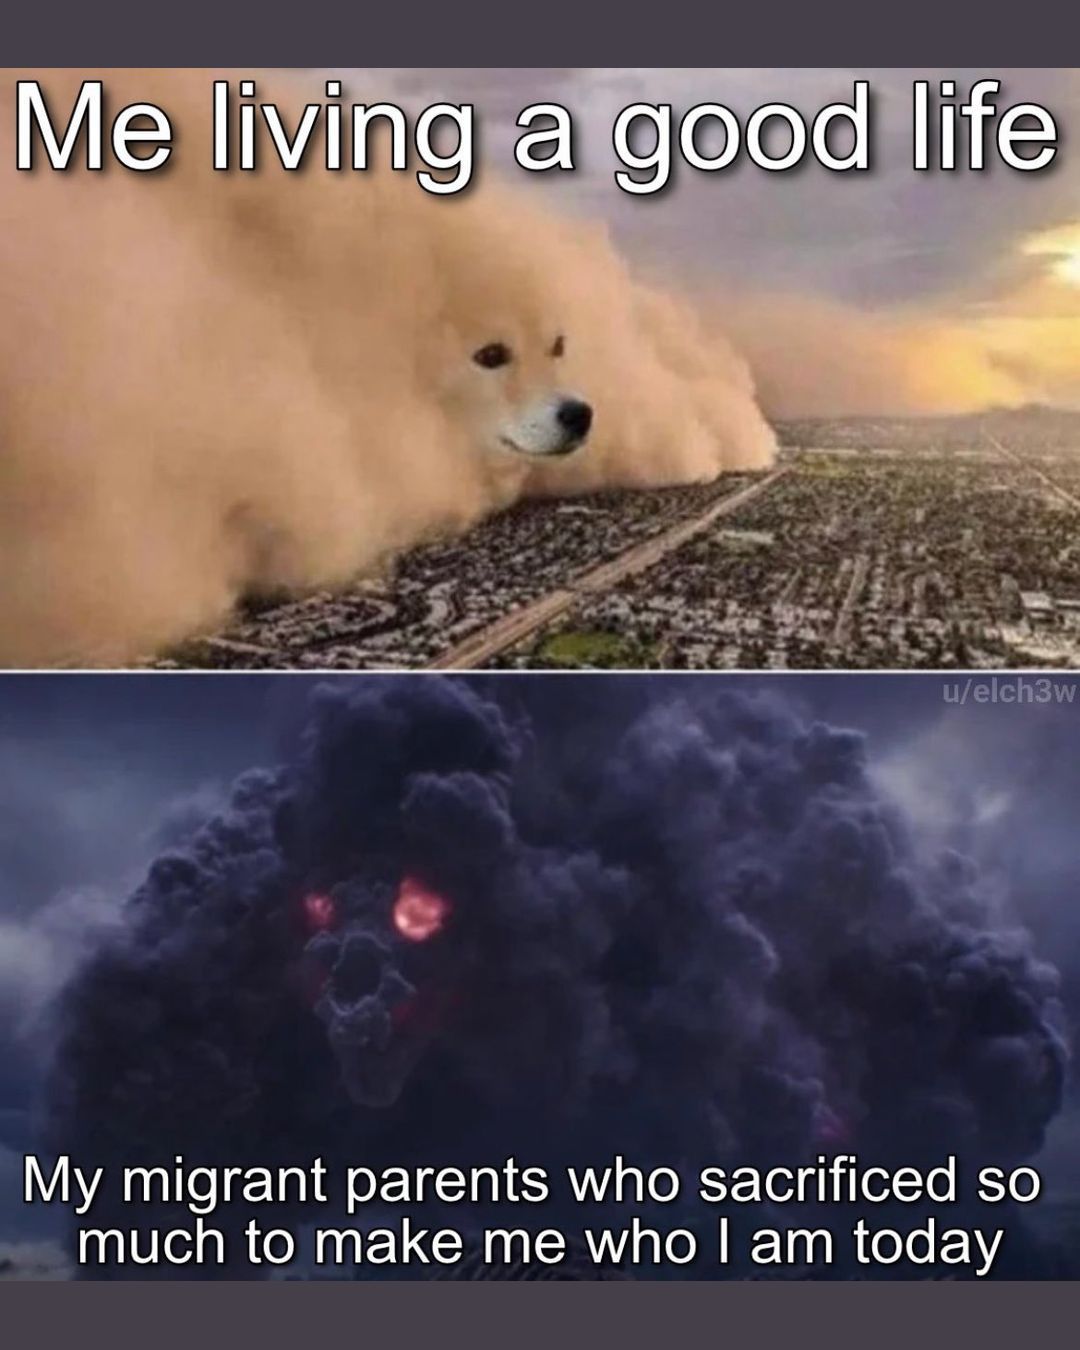 Me living a good life
u/elch3w
My migrant parents who sacrificed so
much to make me who I am today